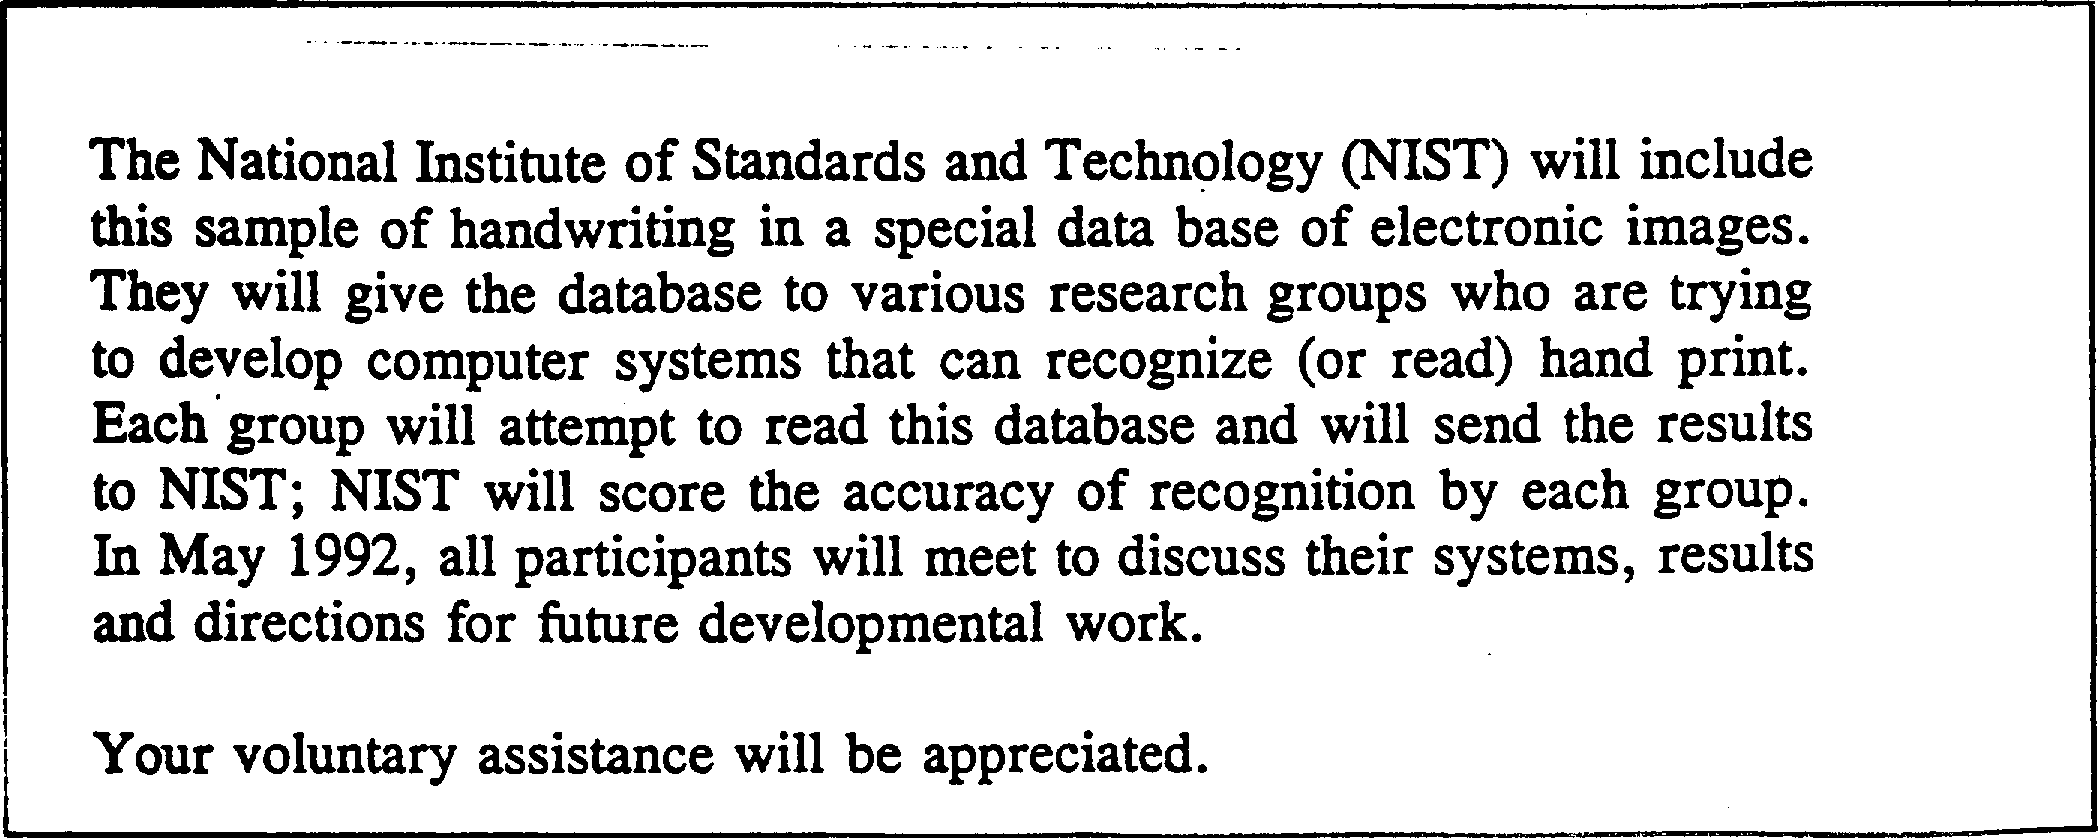 The National Institute of Standards and Technology (NIST) will include
this sample of handwriting in a special data base of electronic images.
They will give the database to various research groups who are trying
to develop computer systems that can recognize (or read) hand print.
Each group will attempt to read this database and will send the results
to NIST; NIST will score the accuracy of recognition by each group.
In May 1992, all participants will meet to discuss their systems, results
and directions for future developmental work.
Your voluntary assistance will be appreciated.